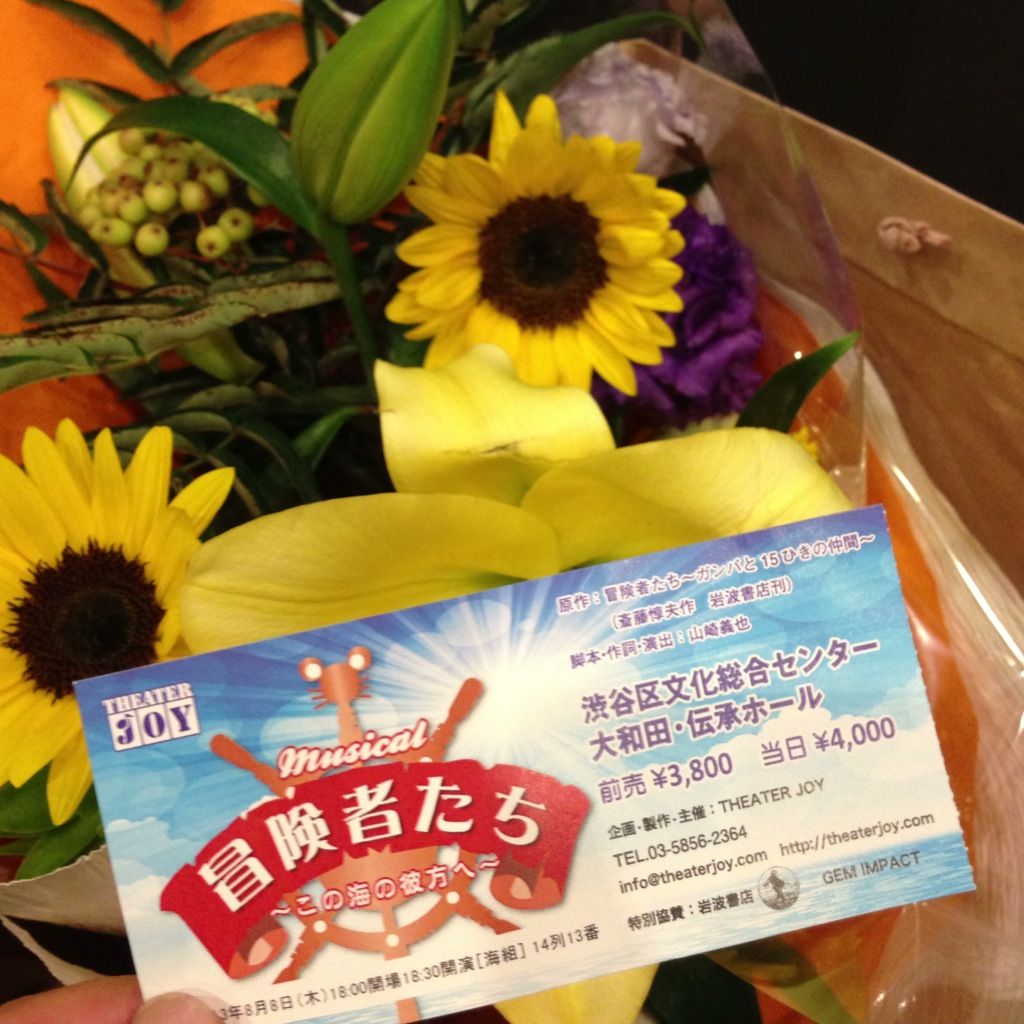 原作：冒険者たち〜ガンバと15ひきの仲間〜
（斎藤惇夫作 岩波書店刊）
脚本・作詞・演出：山崎義也
渋谷区文化総合センター
大和田・伝承ホール
前売 ¥3,800 当日 ¥4,000
企画・製作・主催：THEATER JOY
TEL.03-5856-2364
info@theaterjoy.com http://theaterjoy.com
特別協賛：岩波書店 GEM IMPACT
THEATER
JOY
Musical
冒険者たち
〜この海の彼方へ〜
3年8月8日（木）18:00開場18:30開演［海組］ 14列13番